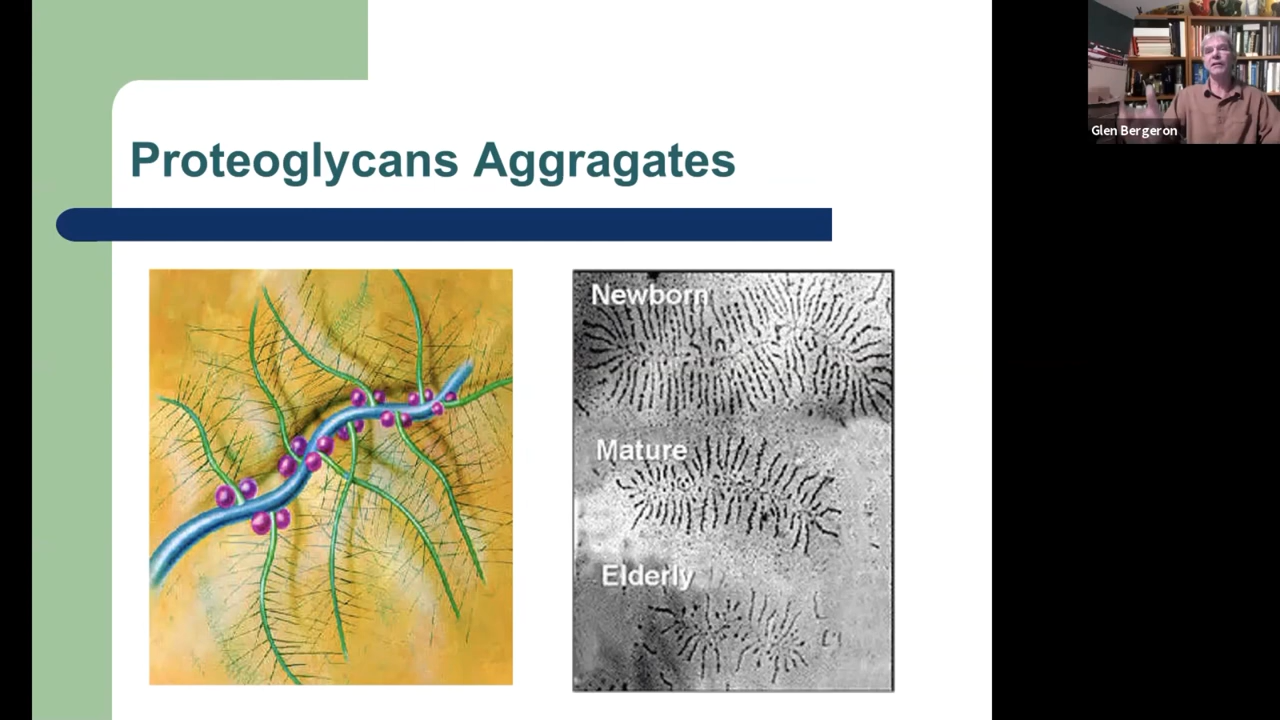 Proteoglycans Aggragates
Newborn
Mature
Elderly
Glen Bergeron